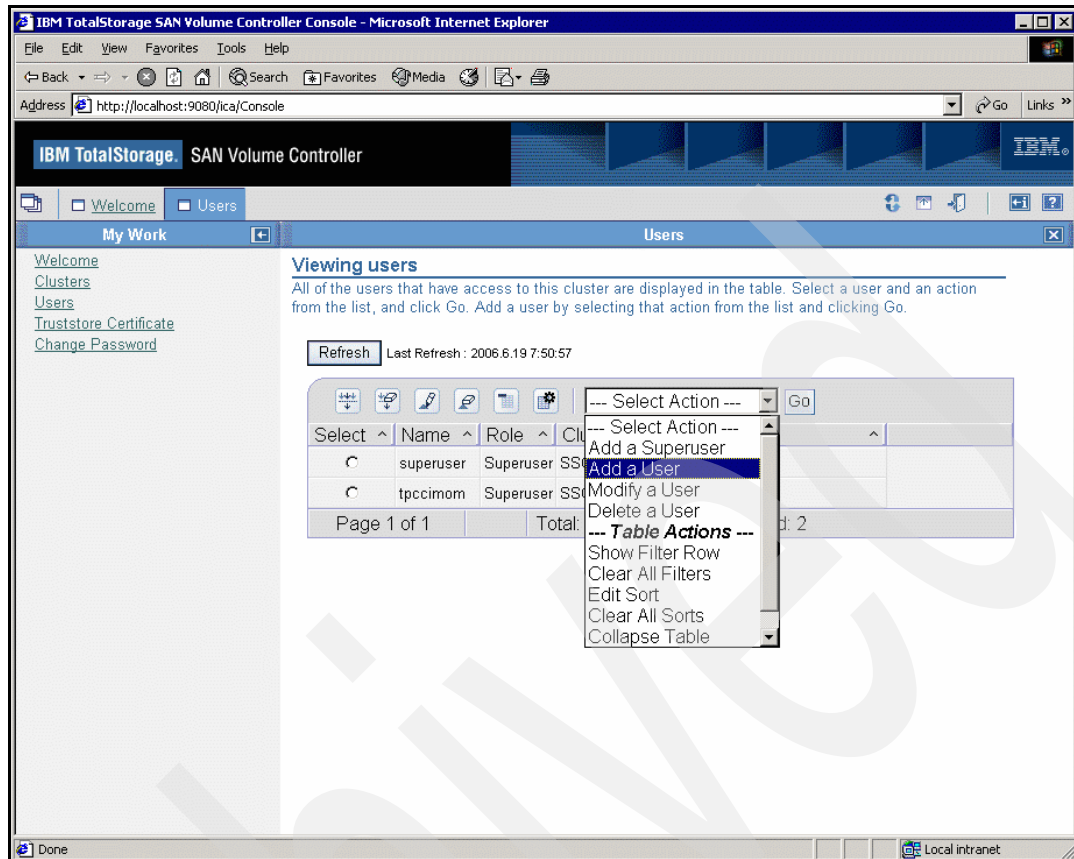 IBM TotalStorage SAN Volume Controller Console - Microsoft Internet Explorer
File Edit View Favorites Tools Help
Back Search Favorites Media
Address http://localhost:9080/ica/Console Go Links »
IBM TotalStorage. SAN Volume Controller IBM
Welcome Users
My Work Users
Welcome
Clusters
Users
Truststore Certificate
Change Password
Viewing users
All of the users that have access to this cluster are displayed in the table. Select a user and an action
from the list, and click Go. Add a user by selecting that action from the list and clicking Go.
Refresh Last Refresh : 2006.6.19 7:50:57
--- Select Action --- Go
Select Name Role
superuser Superuser
tpccimom Superuser
Page 1 of 1 Total: 2
--- Select Action ---
Add a Superuser
Add a User
Modify a User
Delete a User
--- Table Actions ---
Show Filter Row
Clear All Filters
Edit Sort
Clear All Sorts
Collapse Table
Done Local intranet